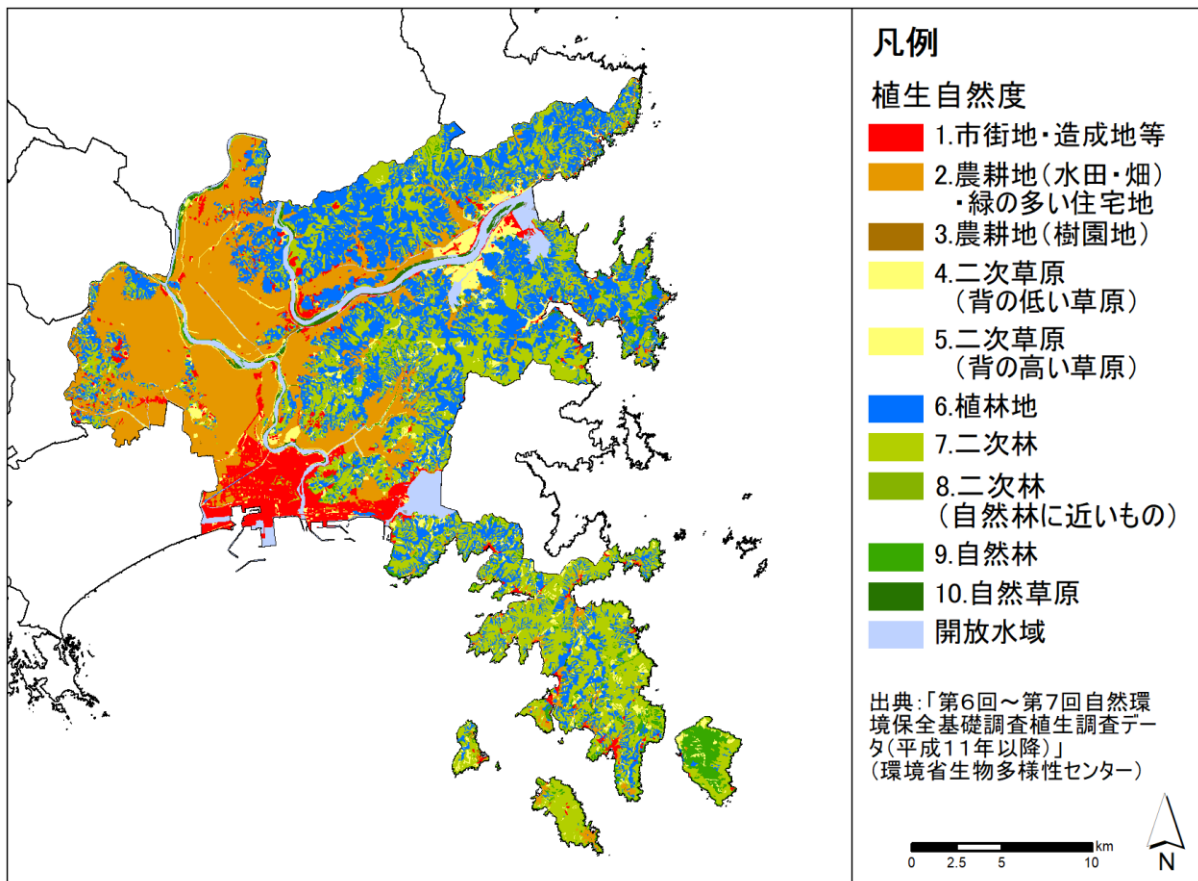 凡例
植生自然度
1.市街地・造成地等
2.農耕地(水田・畑)
・緑の多い住宅地
3.農耕地(樹園地)
4.二次草原
(背の低い草原)
5.二次草原
(背の高い草原)
6.植林地
7.二次林
8.二次林
(自然林に近いもの)
9.自然林
10.自然草原
開放水域
出典:「第6回～第7回自然環
境保全基礎調査植生調査デー
タ(平成11年以降)」
(環境省生物多様性センター)
km
0 2.5 5 10
N